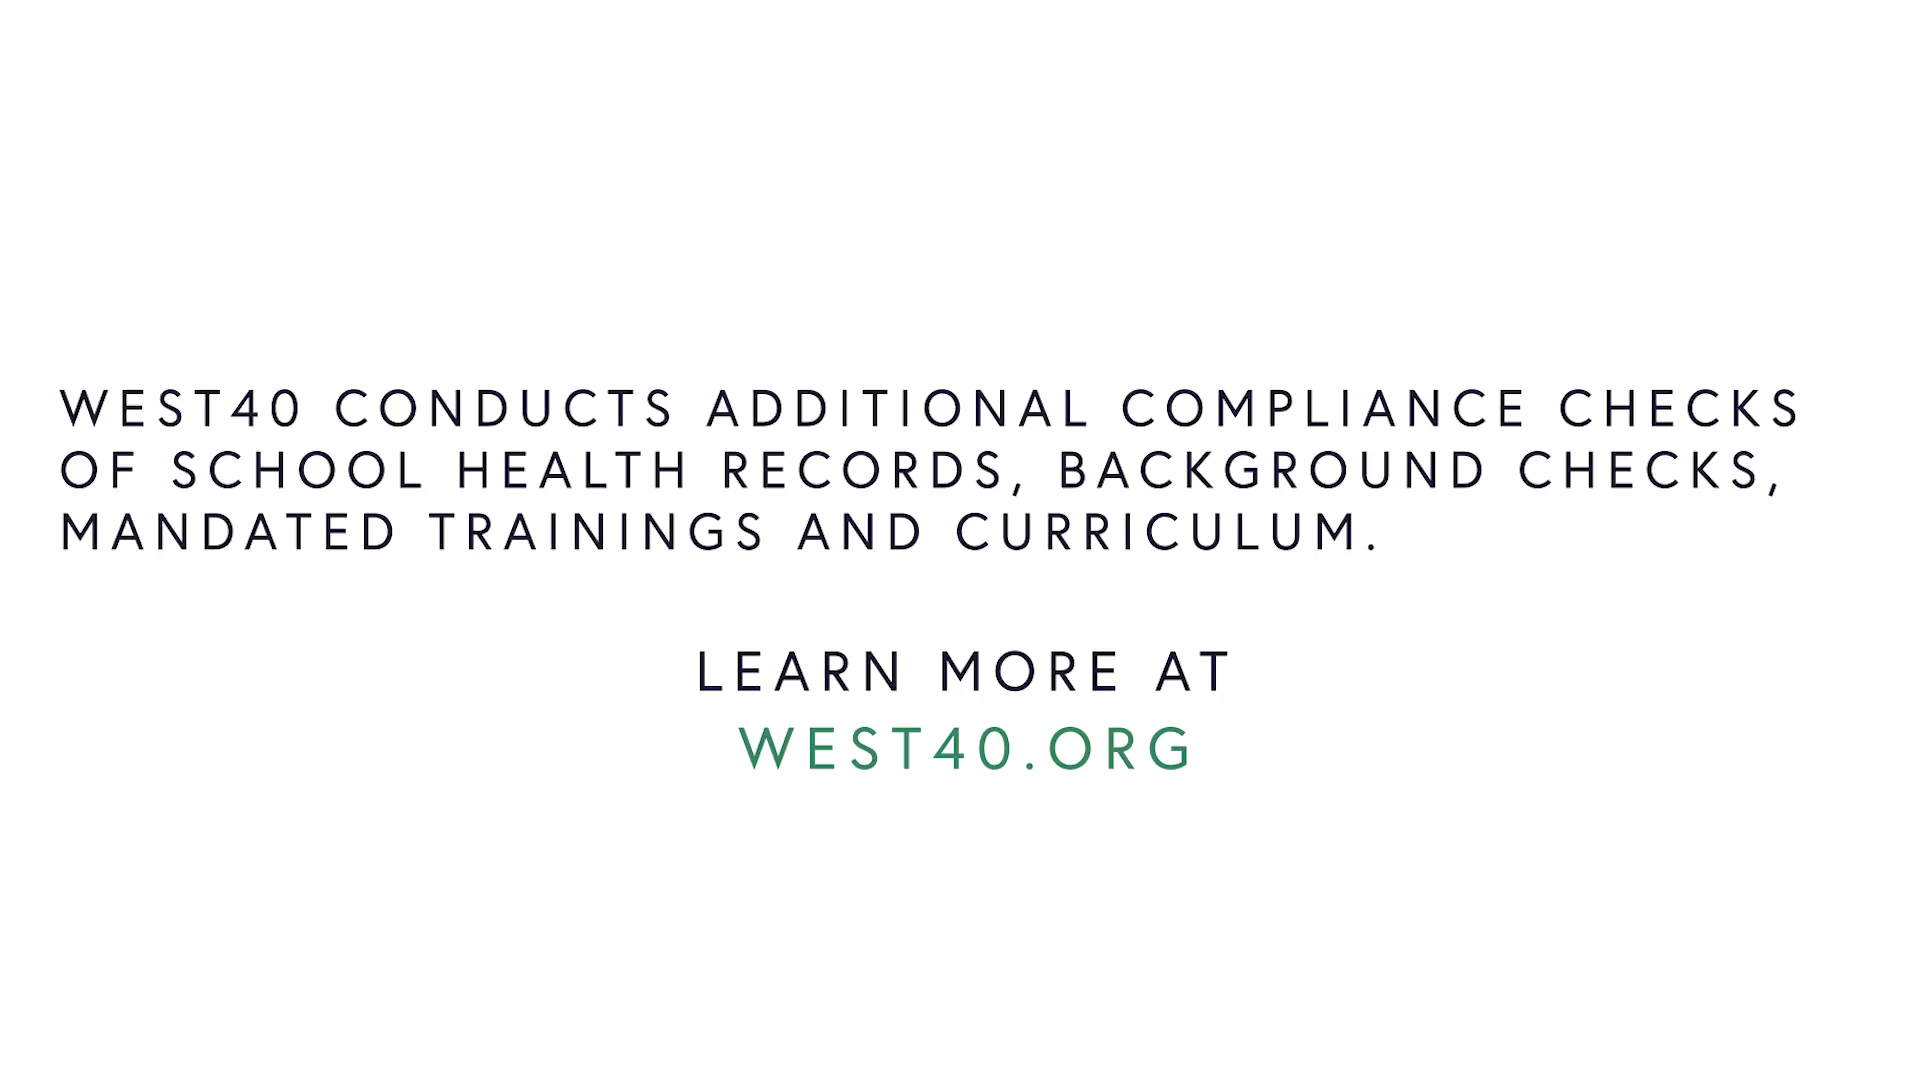 WEST40 CONDUCTS ADDITIONAL COMPLIANCE CHECKS
OF SCHOOL HEALTH RECORDS, BACKGROUND CHECKS,
MANDATED TRAININGS AND CURRICULUM.
LEARN MORE AT
WEST40.ORG